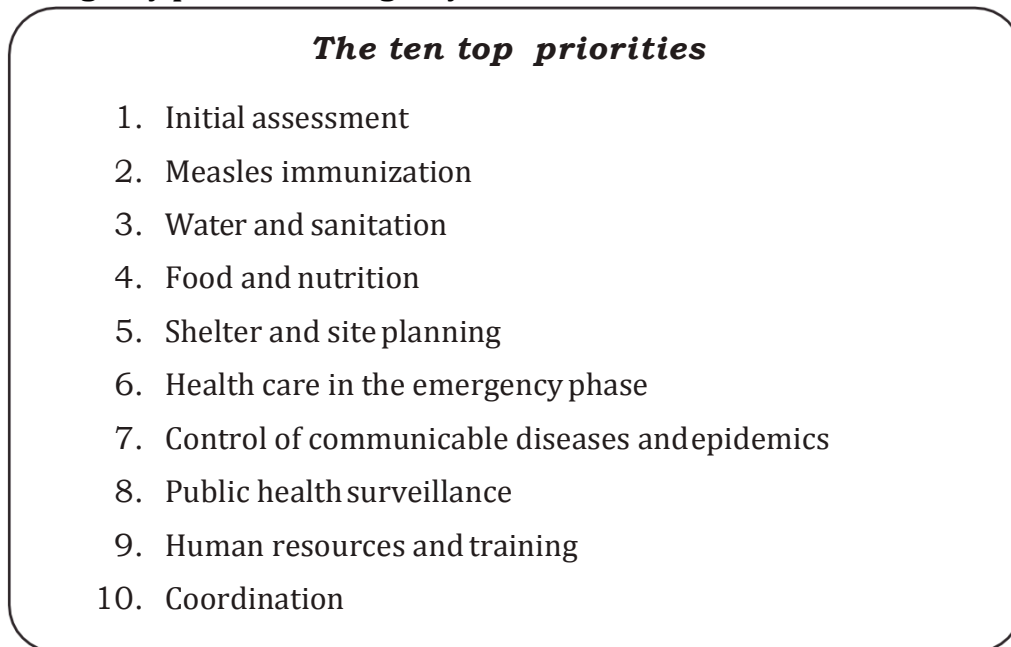 The ten top priorities
1. Initial assessment
2. Measles immunization
3. Water and sanitation
4. Food and nutrition
5. Shelter and site planning
6. Health care in the emergency phase
7. Control of communicable diseases andepidemics
8. Public health surveillance
9. Human resources and training
10. Coordination